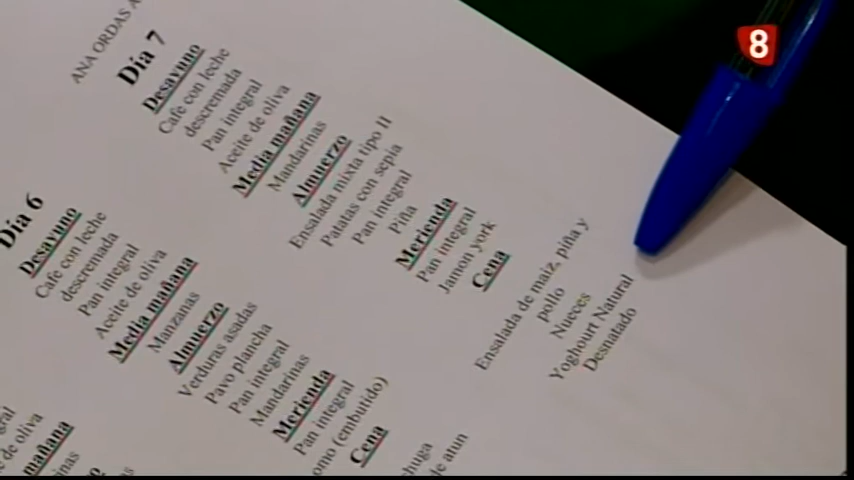 8
ANA ORDAS
Día 7
Desayuno
Cafe con leche
descremada
Pan integral
Aceite de oliva
Media mañana
Mandarinas
Almuerzo
Ensalada mixta tipo II
Patatas con sepia
Pan integral
Piña
Merienda
Pan integral
Jamon york
Cena
Ensalada de maiz, piña y
pollo
Nueces
Yoghourt Natural
Desnatado
Día 6
Desayuno
Cafe con leche
descremada
Pan integral
Aceite de oliva
Media mañana
Manzanas
Almuerzo
Verduras asadas
Pavo plancha
Pan integral
Mandarinas
Merienda
Pan integral
(embutido)
Cena
atun
de oliva
mañana